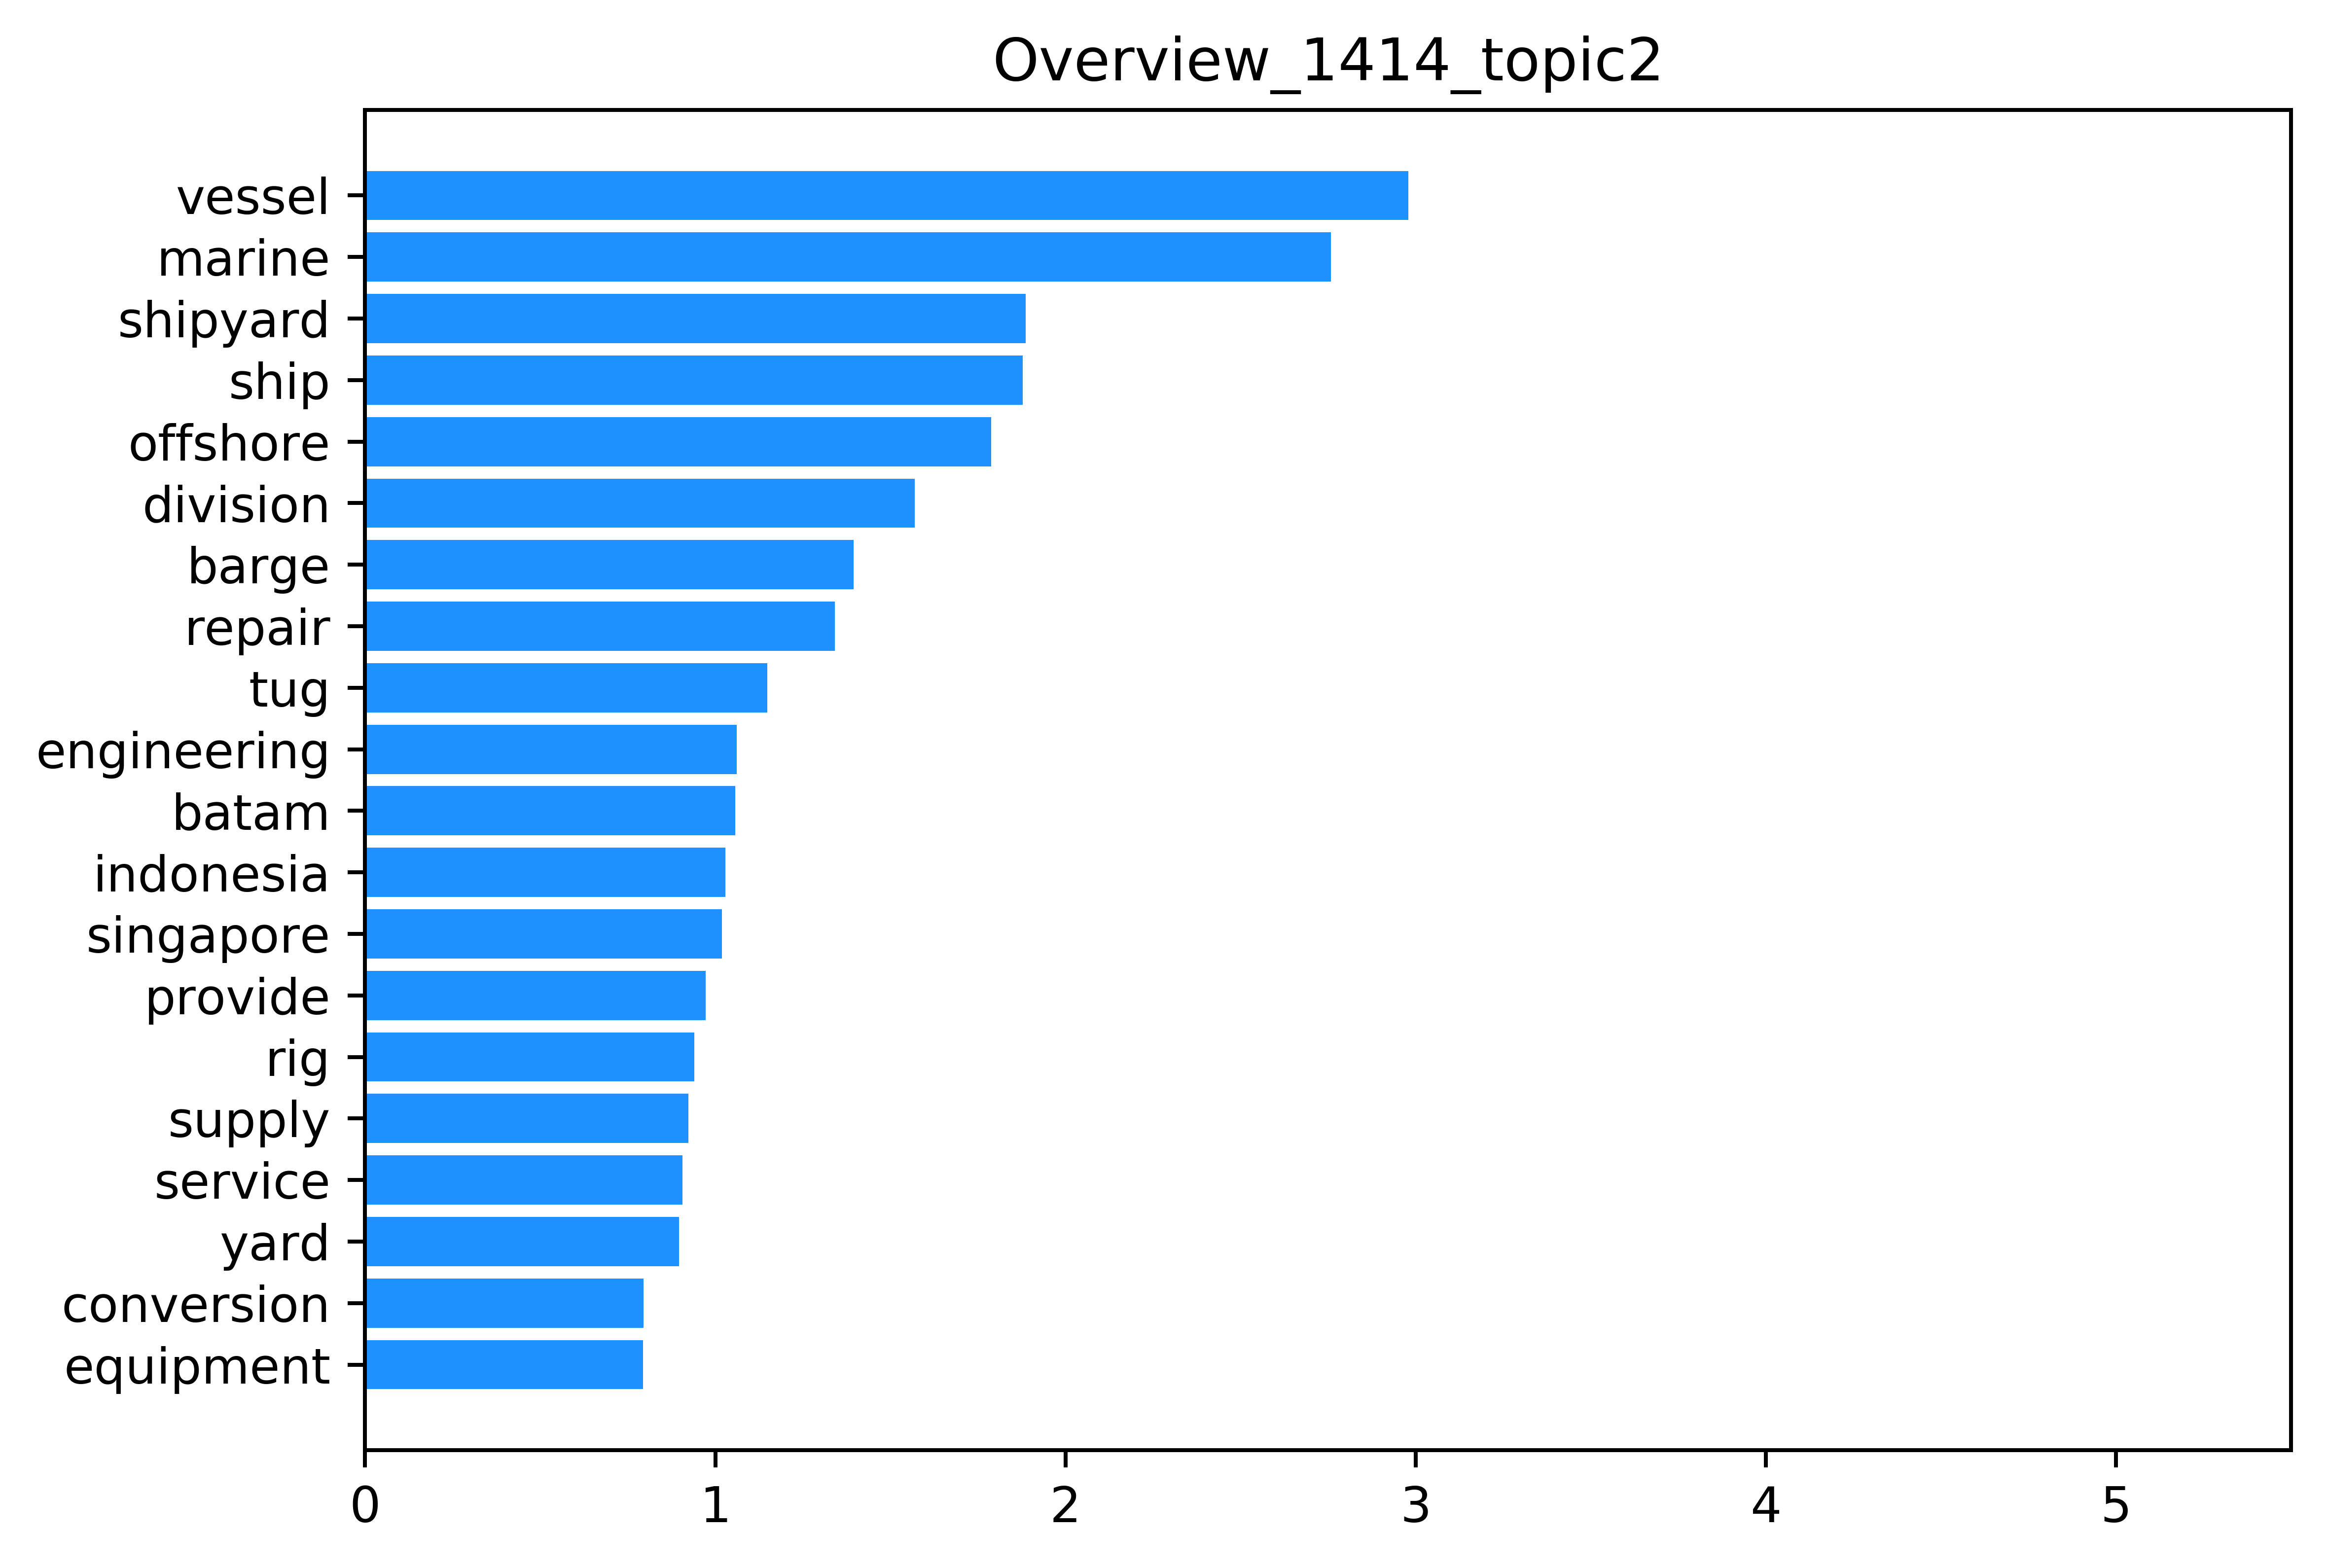 Overview_1414_topic2
vessel
marine
shipyard
ship
offshore
division
barge
repair
tug
engineering
batam
indonesia
singapore
provide
rig
supply
service
yard
conversion
equipment
0 1 2 3 4 5